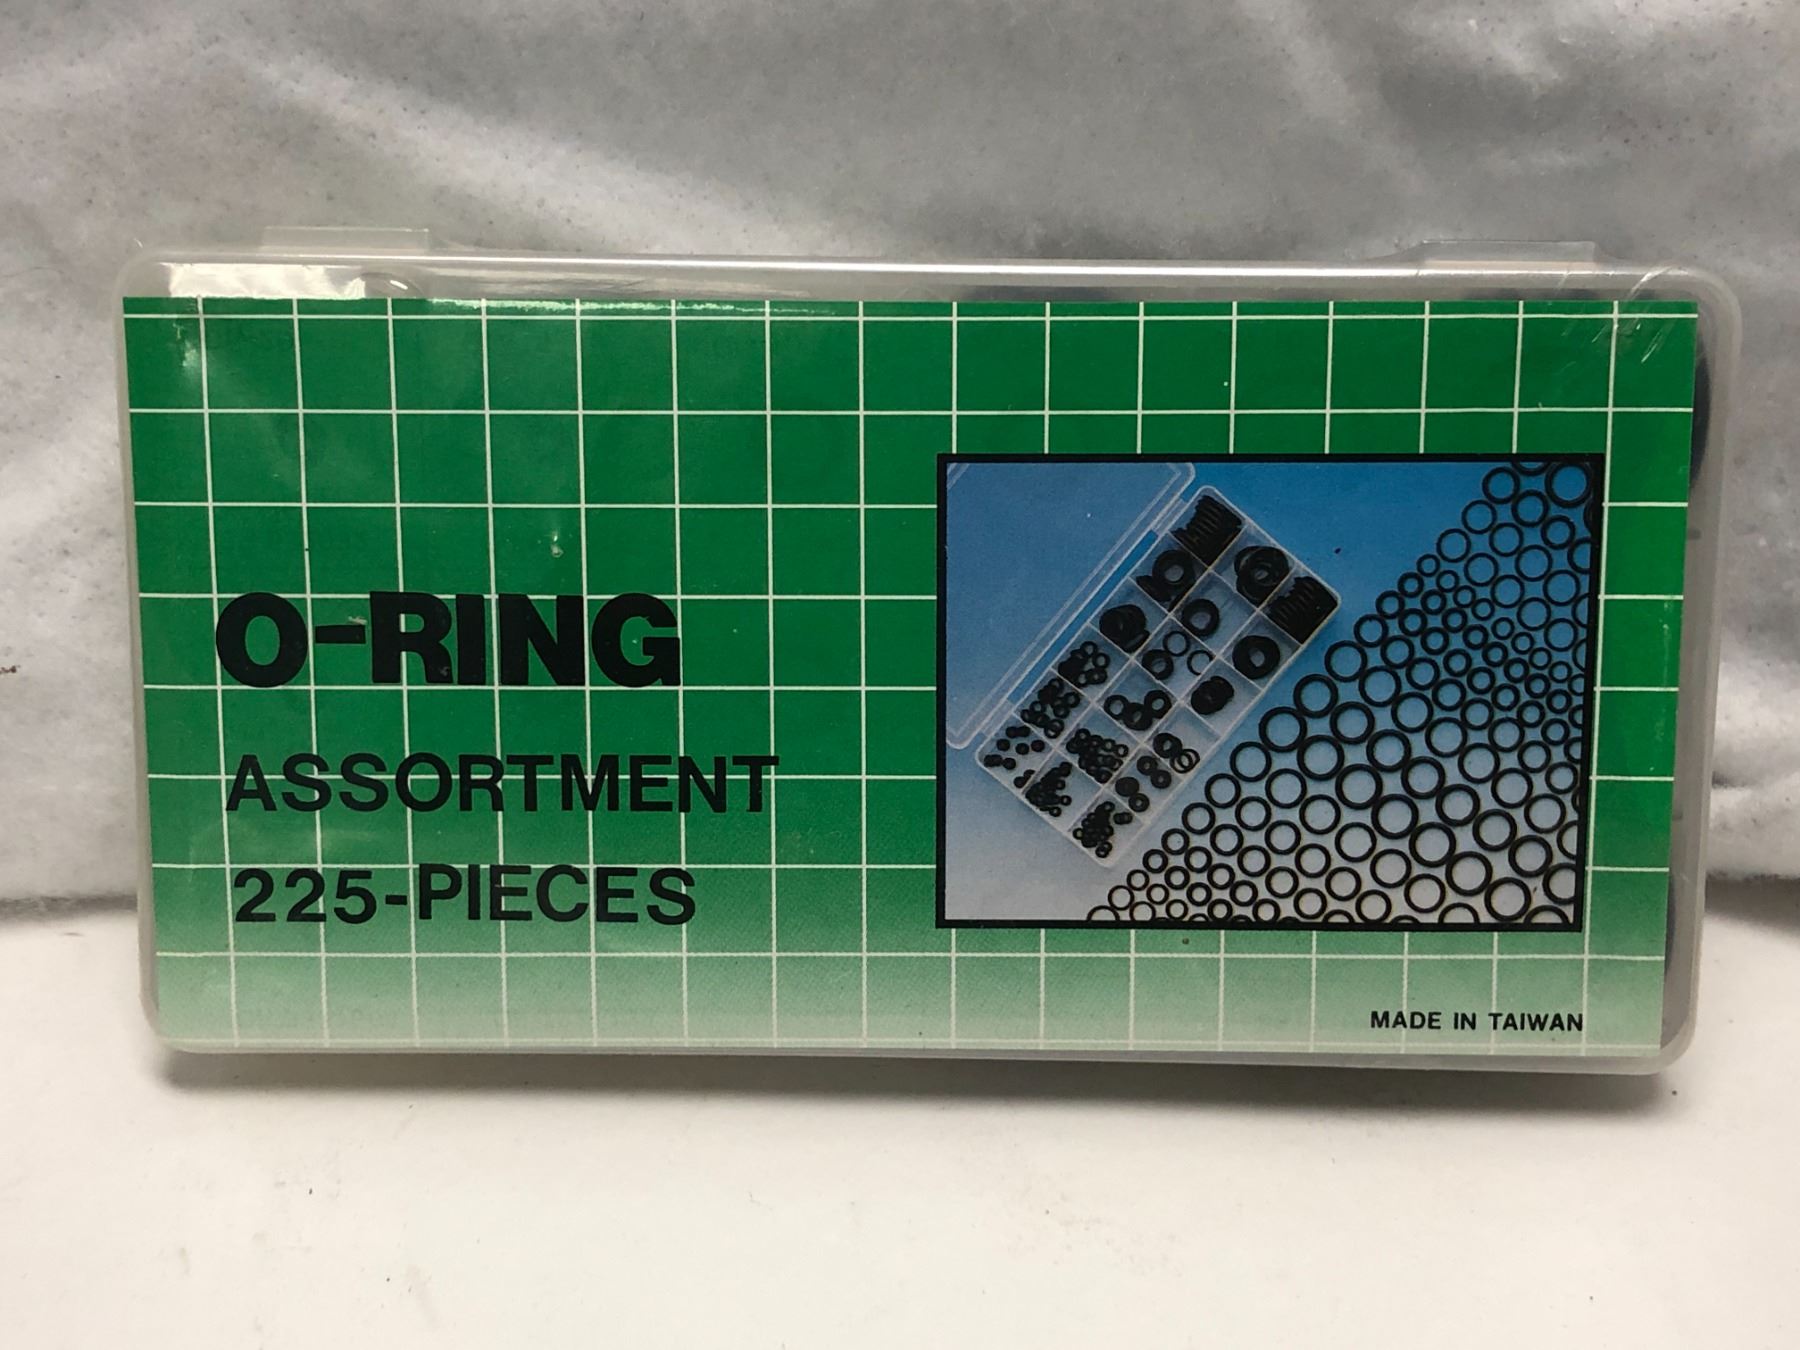 O-RING
ASSORTMENT
225-PIECES
MADE IN TAIWAN